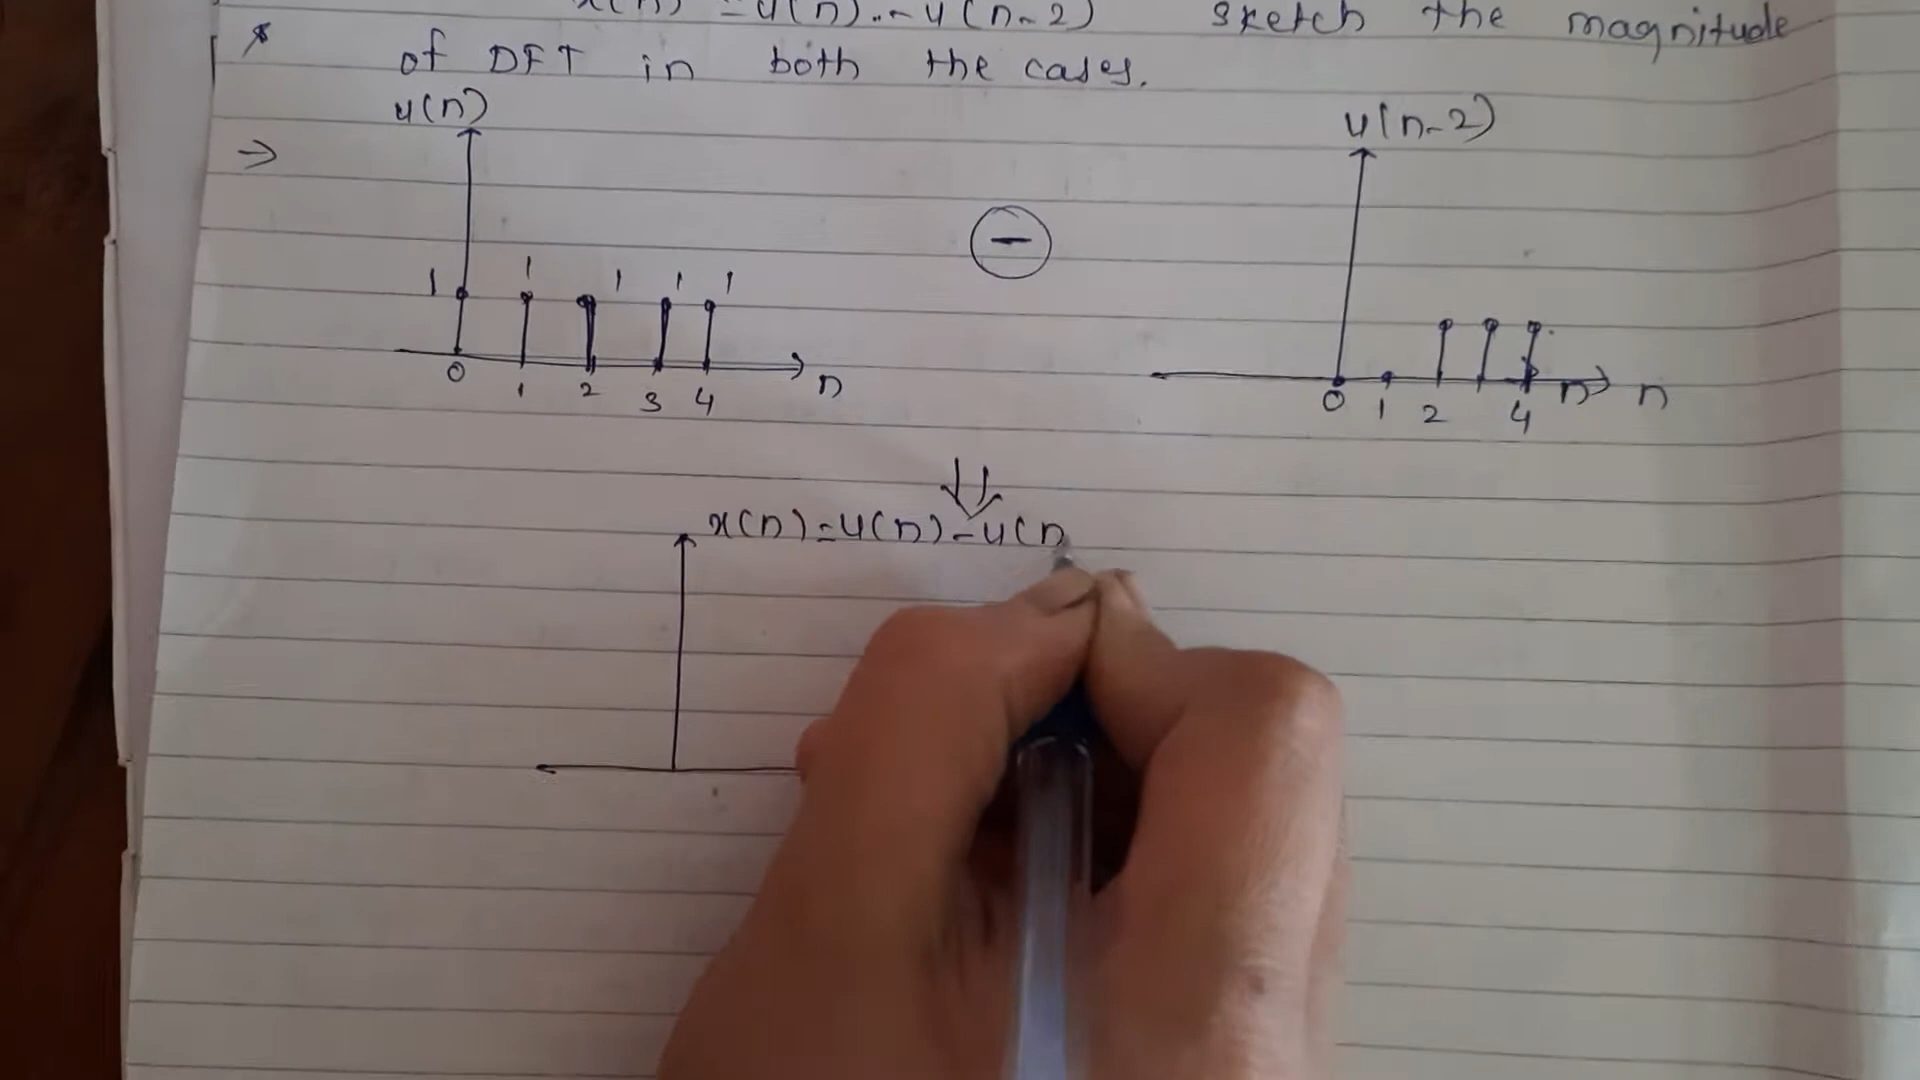 x(n) = u(n) - u(n-2) sketch the magnitude
of DFT in both the cases.
u(n)
u(n-2)
→
−
1 1 1 1 1
0 1 2 3 4 n
0 1 2 4 n n
x(n)=u(n)-u(n